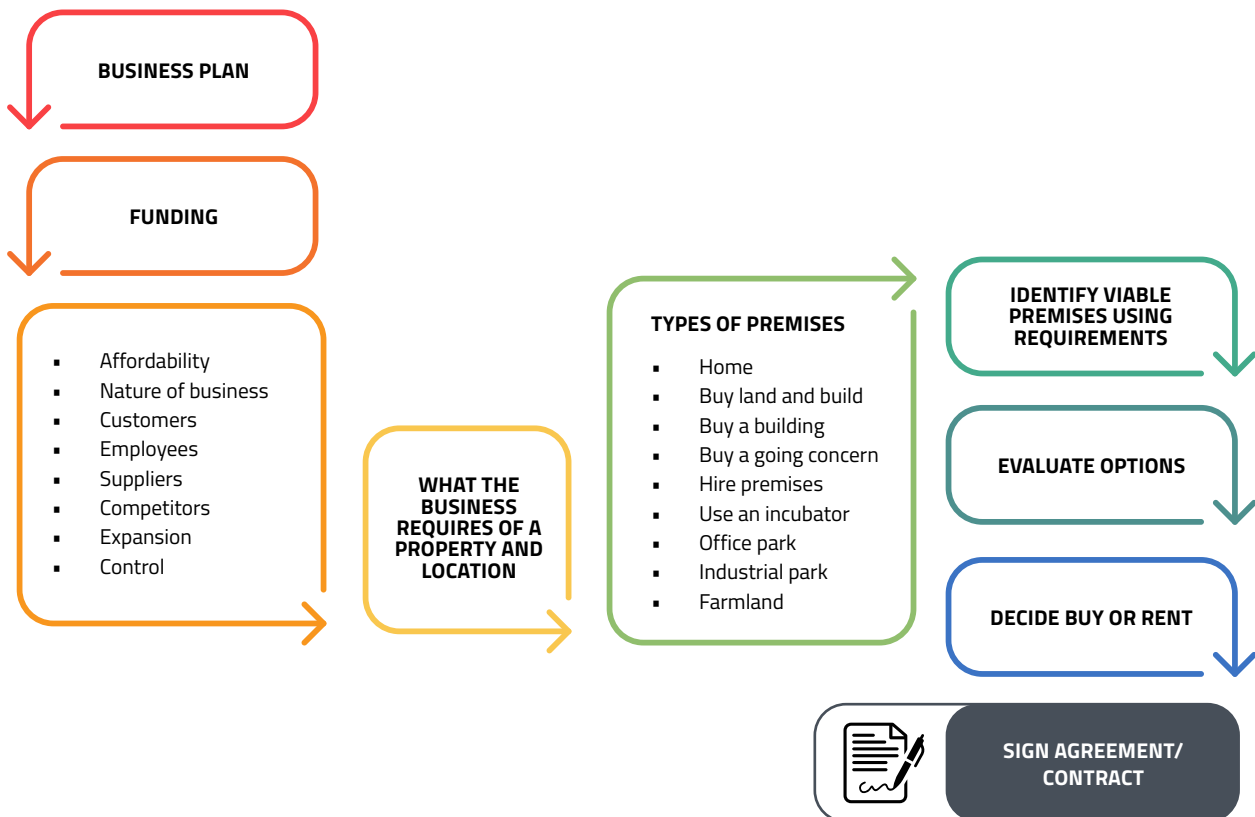 BUSINESS PLAN
FUNDING
▪ Affordability
▪ Nature of business
▪ Customers
▪ Employees
▪ Suppliers
▪ Competitors
▪ Expansion
▪ Control
WHAT THE
BUSINESS
REQUIRES OF A
PROPERTY AND
LOCATION
TYPES OF PREMISES
▪ Home
▪ Buy land and build
▪ Buy a building
▪ Buy a going concern
▪ Hire premises
▪ Use an incubator
▪ Office park
▪ Industrial park
▪ Farmland
IDENTIFY VIABLE
PREMISES USING
REQUIREMENTS
EVALUATE OPTIONS
DECIDE BUY OR RENT
SIGN AGREEMENT/
CONTRACT